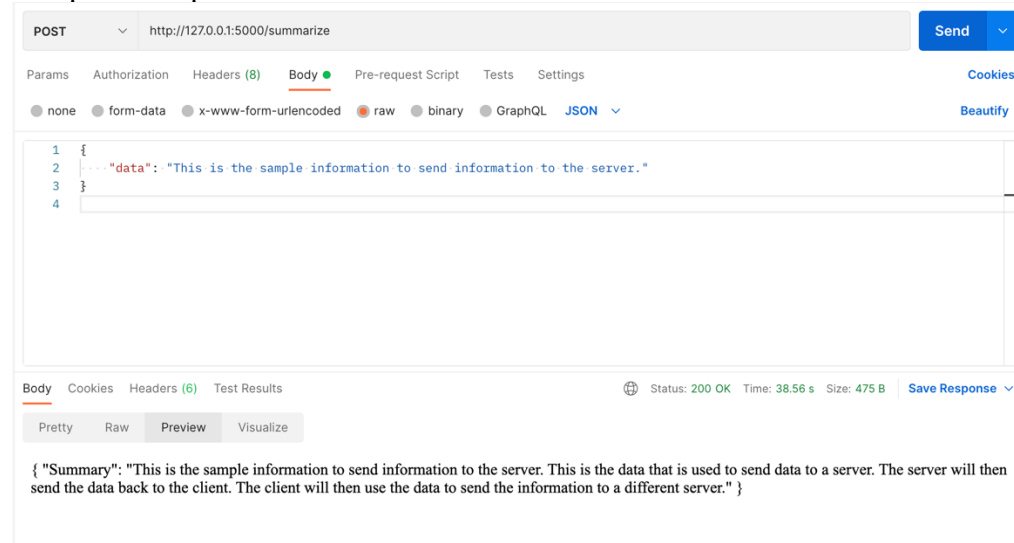 POST http://127.0.0.1:5000/summarize Send
Params Authorization Headers (8) Body Pre-request Script Tests Settings Cookies
none form-data x-www-form-urlencoded raw binary GraphQL JSON Beautify
1 {
2 "data": "This is the sample information to send information to the server."
3 }
4
Body Cookies Headers (6) Test Results Status: 200 OK Time: 38.56 s Size: 475 B Save Response
Pretty Raw Preview Visualize
{ "Summary": "This is the sample information to send information to the server. This is the data that is used to send data to a server. The server will then
send the data back to the client. The client will then use the data to send the information to a different server." }